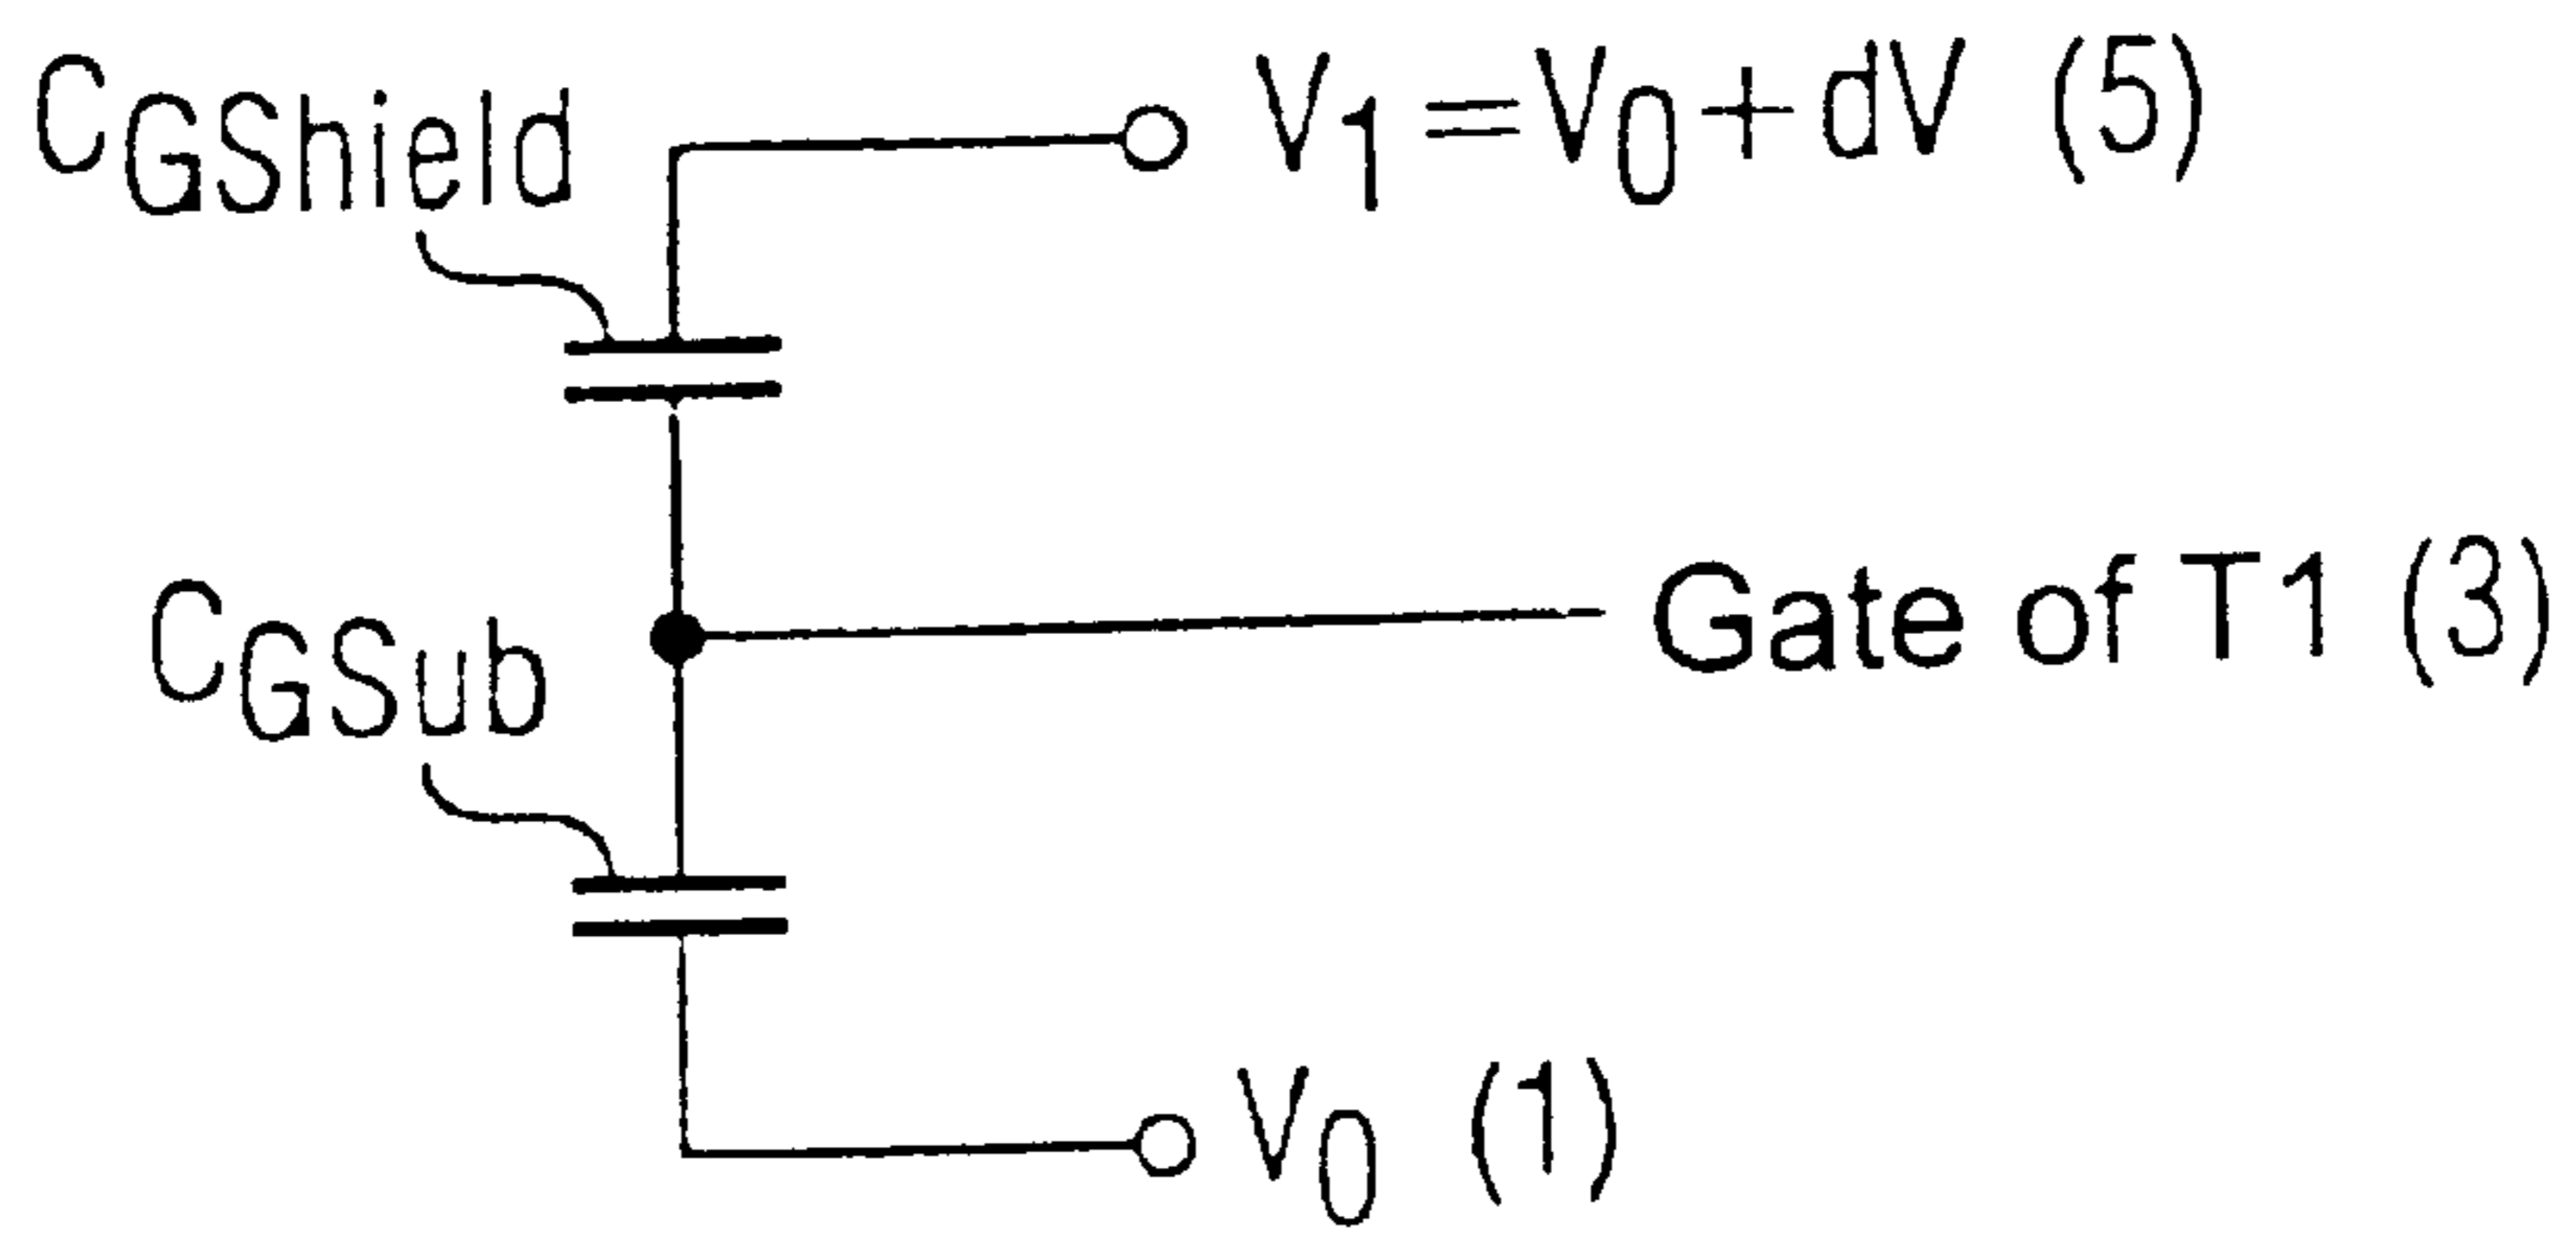 CGShield
V1=V0+dV (5)
CGSub
Gate of T1 (3)
V0 (1)